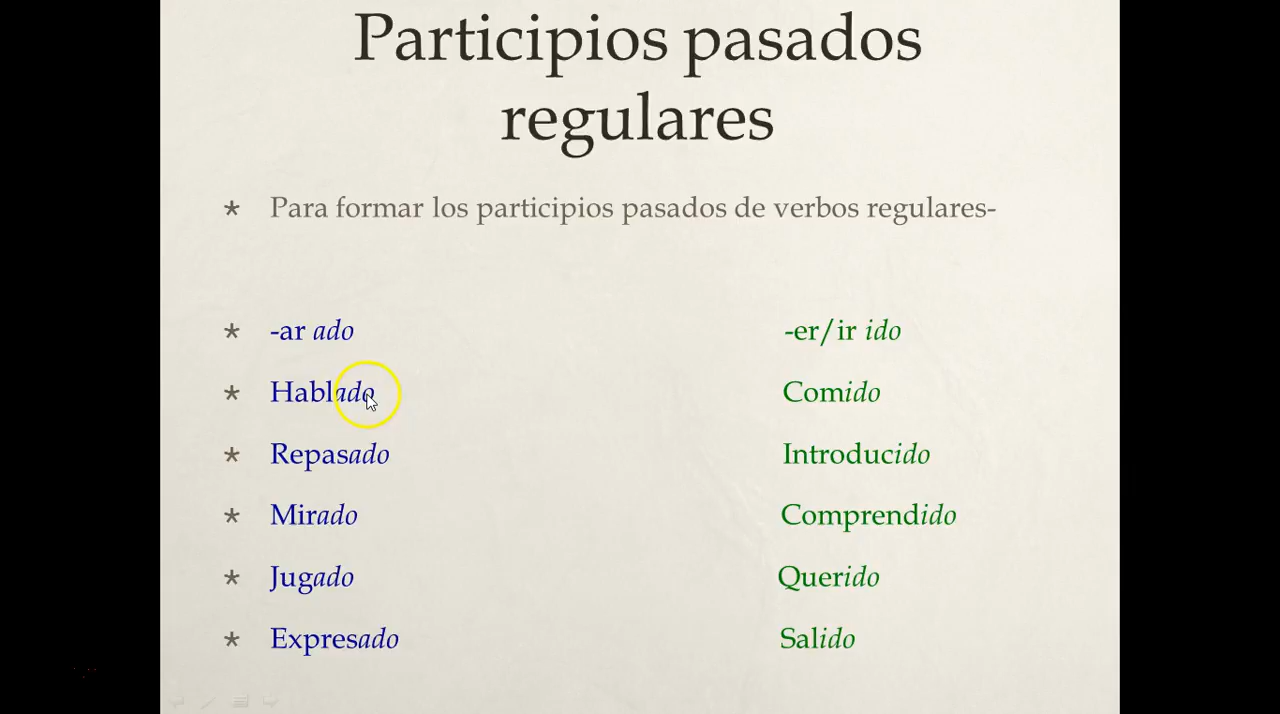 Participios pasados
regulares
* Para formar los participios pasados de verbos regulares-
* -ar ado -er/ir ido
* Hablado Comido
* Repasado Introducido
* Mirado Comprendido
* Jugado Querido
* Expresado Salido